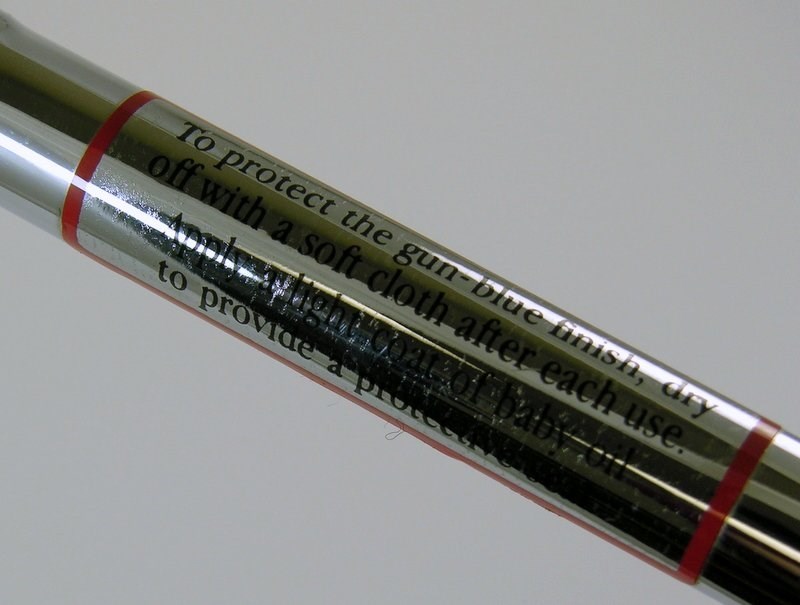 To protect the gun-blue finish, dry
off with a soft cloth after each use.
Apply a light coat of baby oil
to provide a protective